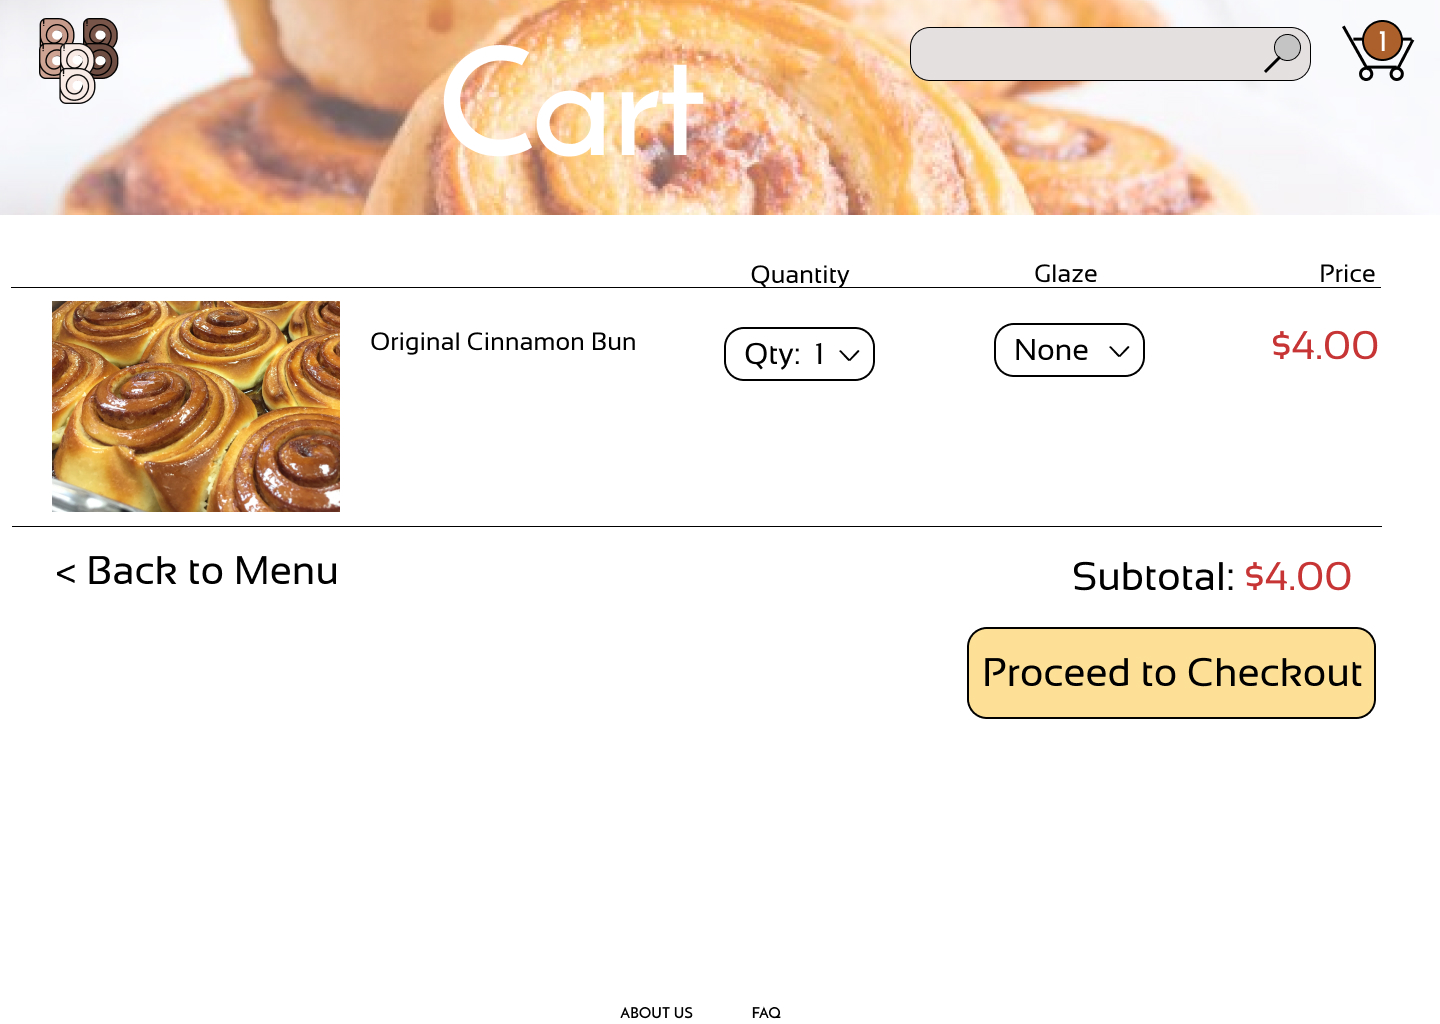 Cart
1
Quantity Glaze Price
Original Cinnamon Bun Qty: 1 None $4.00
< Back to Menu Subtotal: $4.00
Proceed to Checkout
ABOUT US FAQ